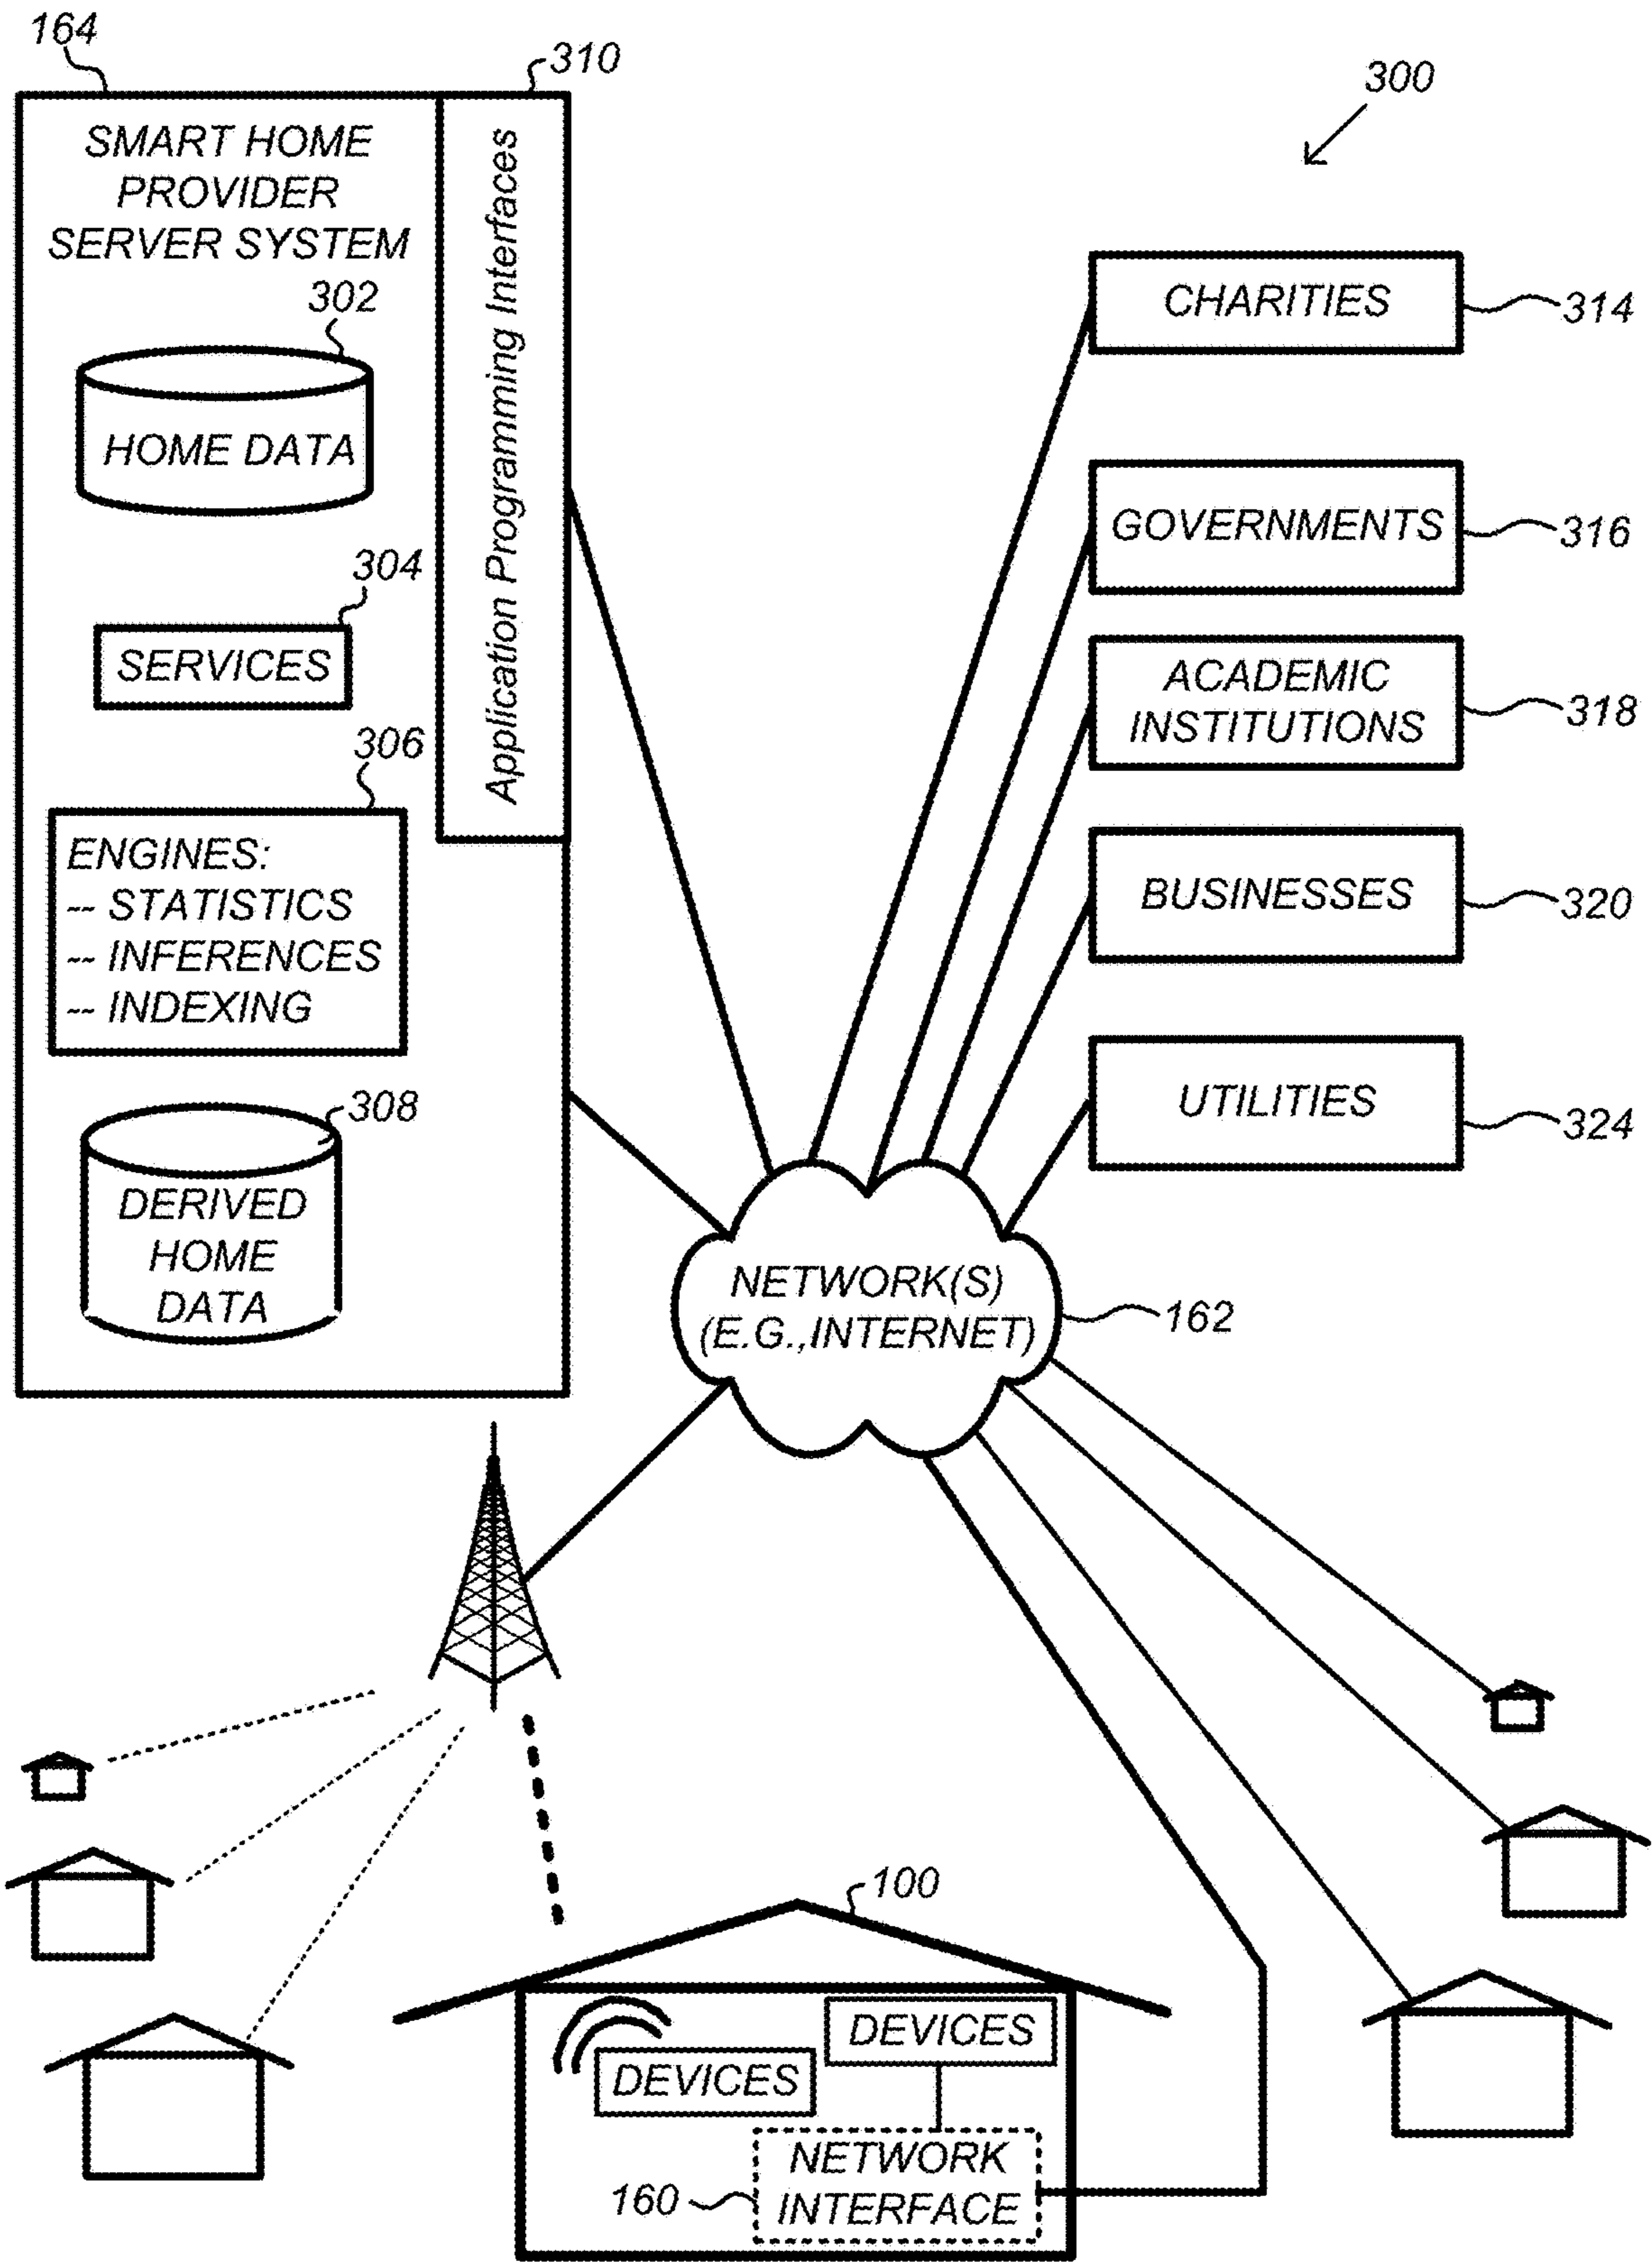 164
310
300
SMART HOME
PROVIDER
SERVER SYSTEM
Application Programming Interfaces
302
HOME DATA
304
SERVICES
306
ENGINES:
-- STATISTICS
-- INFERENCES
-- INDEXING
308
DERIVED
HOME
DATA
CHARITIES
314
GOVERNMENTS
316
ACADEMIC
INSTITUTIONS
318
BUSINESSES
320
UTILITIES
324
NETWORK(S)
(E.G.,INTERNET)
162
100
DEVICES
DEVICES
NETWORK
INTERFACE
160